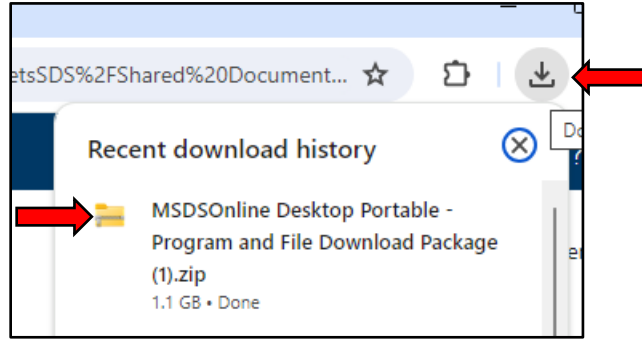 etsSDS%2FShared%20Document...
Recent download history
Do
MSDSOnline Desktop Portable -
Program and File Download Package
(1).zip
1.1 GB • Done